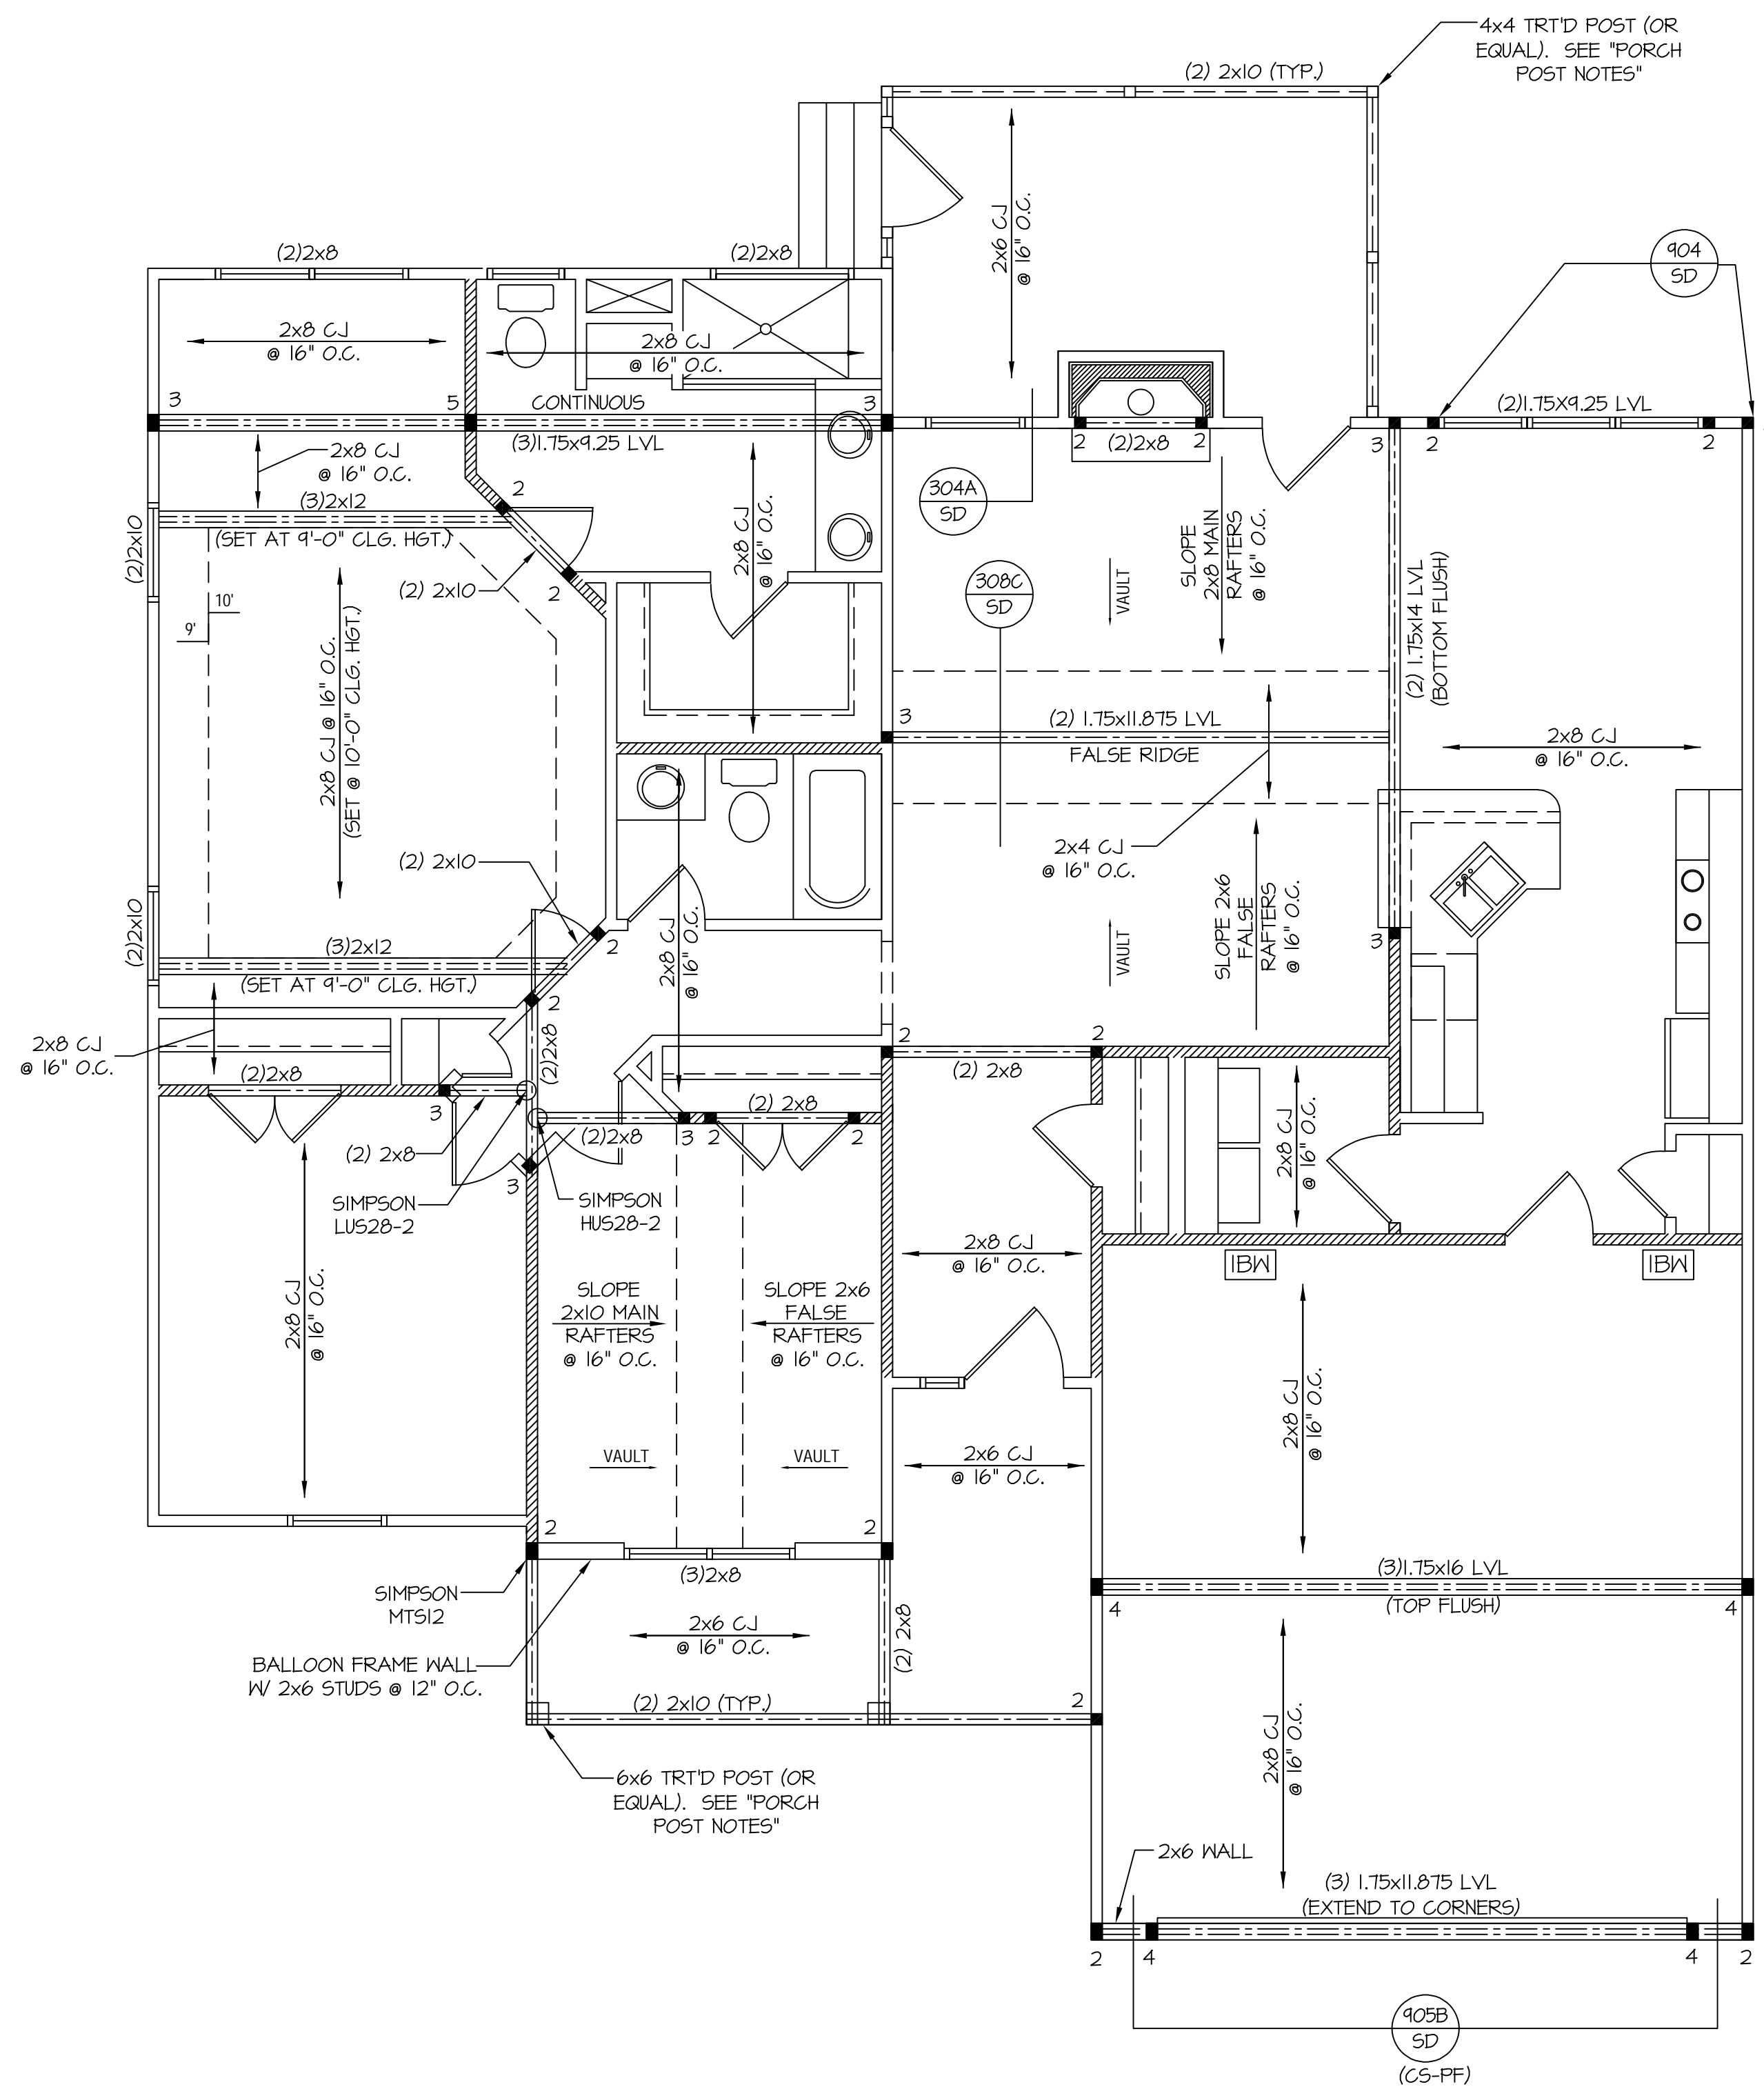 4x4 TRT'D POST (OR
EQUAL). SEE "PORCH
POST NOTES"
(2) 2x10 (TYP.)
2x6 CJ
@ 16" O.C.
904
SD
(2)2x8
(2)2x8
2x8 CJ
@ 16" O.C.
2x8 CJ
@ 16" O.C.
3
5
CONTINUOUS
3
(3)1.75x9.25 LVL
(2)1.75X9.25 LVL
2
(2)2x8
2
3
2
2
2x8 CJ
@ 16" O.C.
(3)2x12
(SET AT 9'-0" CLG. HGT.)
2
(2)2x10
(2) 2x10
2
10'
9'
2x8 CJ @ 16" O.C.
(SET @ 10'-0" CLG. HGT.)
2x8 CJ
@ 16" O.C.
304A
SD
308C
SD
VAULT
SLOPE
2x8 MAIN
RAFTERS
@ 16" O.C.
(2) 1.75x14 LVL
(BOTTOM FLUSH)
3
(2) 1.75x11.875 LVL
FALSE RIDGE
2x8 CJ
@ 16" O.C.
2x4 CJ
@ 16" O.C.
SLOPE 2x6
FALSE
RAFTERS
@ 16" O.C.
VAULT
3
(2) 2x10
2
(2)2x10
(3)2x12
(SET AT 9'-0" CLG. HGT.)
2
2x8 CJ
@ 16" O.C.
2x8 CJ
@ 16" O.C.
(2)2x8
(2)2x8
3
(2) 2x8
SIMPSON
LUS28-2
3
(2)2x8
3
2
(2) 2x8
2
SIMPSON
HUS28-2
2
2
(2) 2x8
2x8 CJ
@ 16" O.C.
IBW
IBW
2x8 CJ
@ 16" O.C.
2x8 CJ
@ 16" O.C.
SLOPE
2x10 MAIN
RAFTERS
@ 16" O.C.
SLOPE 2x6
FALSE
RAFTERS
@ 16" O.C.
VAULT
VAULT
2x6 CJ
@ 16" O.C.
2x8 CJ
@ 16" O.C.
2
2
(3)2x8
SIMPSON
MTS12
BALLOON FRAME WALL
W/ 2x6 STUDS @ 12" O.C.
2x6 CJ
@ 16" O.C.
(2) 2x8
(2) 2x10 (TYP.)
2
(3)1.75x16 LVL
(TOP FLUSH)
4
4
6x6 TRT'D POST (OR
EQUAL). SEE "PORCH
POST NOTES"
2x8 CJ
@ 16" O.C.
2x6 WALL
(3) 1.75x11.875 LVL
(EXTEND TO CORNERS)
2
4
4
2
905B
SD
(CS-PF)